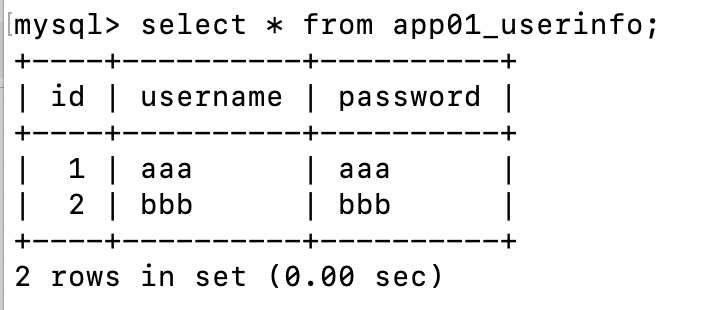 mysql> select * from app01_userinfo;
+----+----------+----------+
| id | username | password |
+----+----------+----------+
|  1 | aaa      | aaa      |
|  2 | bbb      | bbb      |
+----+----------+----------+
2 rows in set (0.00 sec)